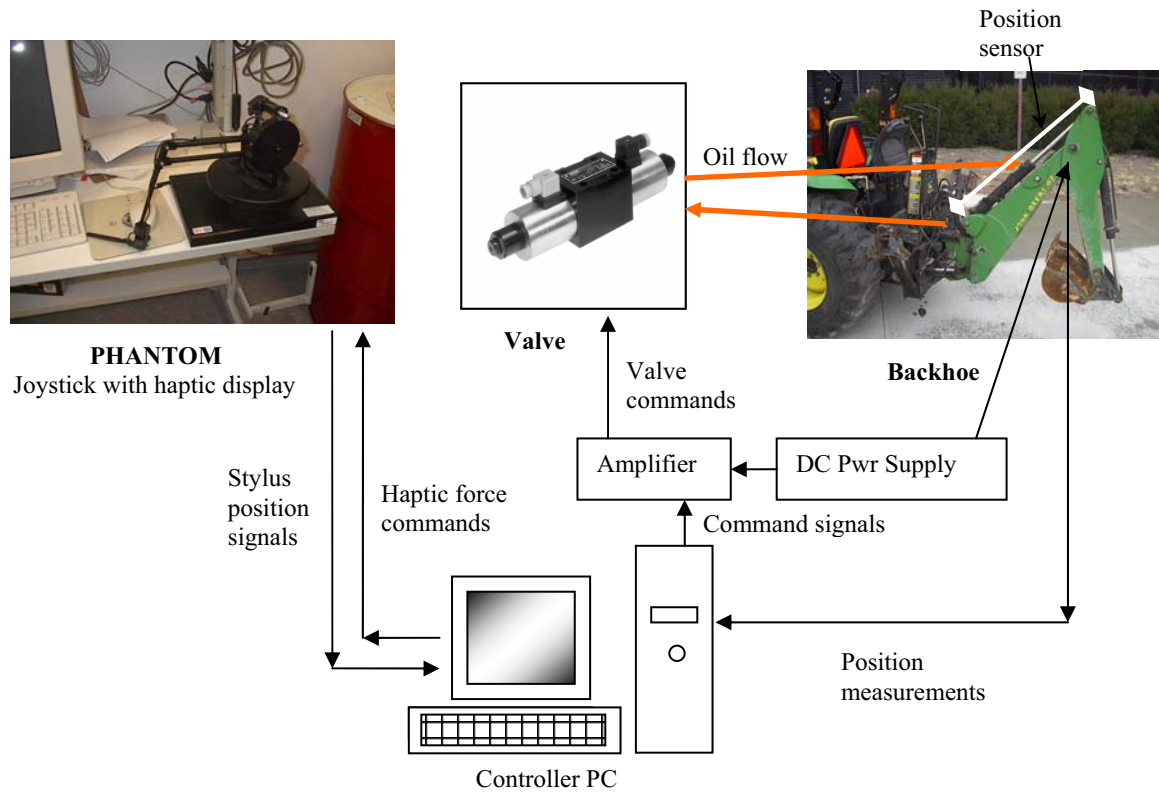 Position
sensor
Oil flow
PHANTOM
Joystick with haptic display
Valve
Backhoe
Valve
commands
Amplifier
DC Pwr Supply
Stylus
position
signals
Haptic force
commands
Command signals
Position
measurements
Controller PC